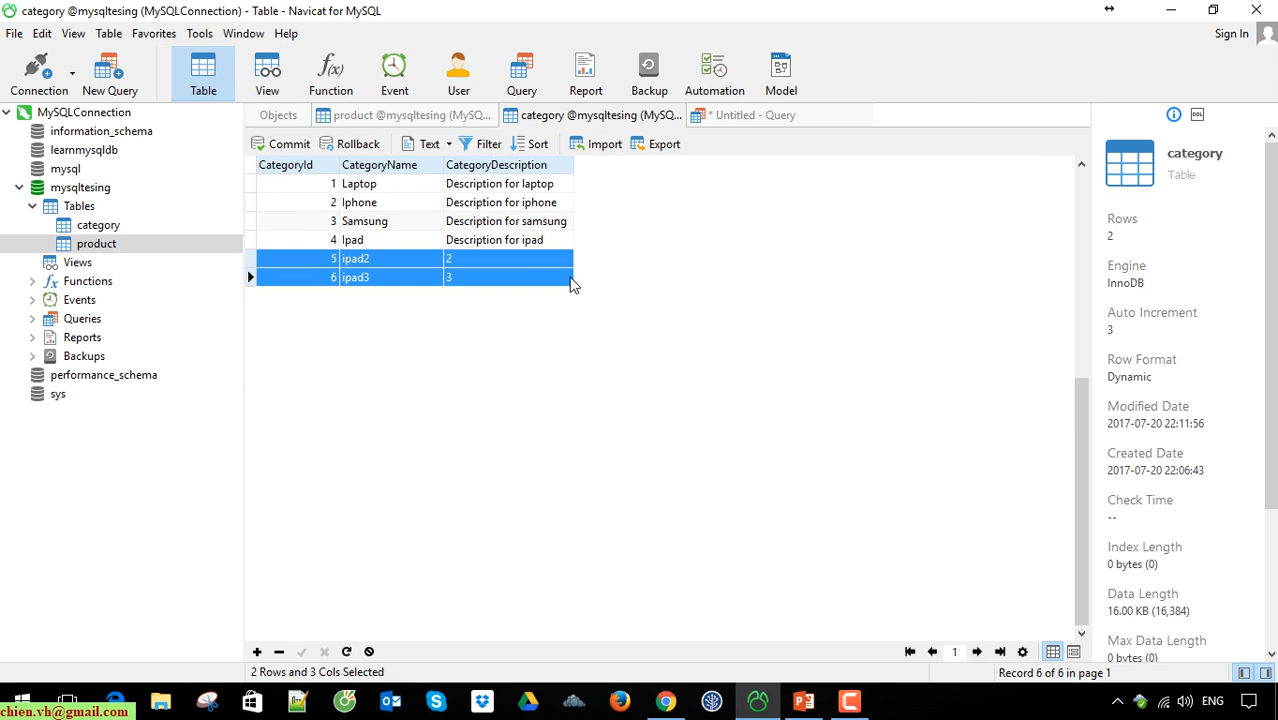 category @mysqltesing (MySQLConnection) - Table - Navicat for MySQL
File Edit View Table Favorites Tools Window Help
Sign In
Connection New Query Table View Function Event User Query Report Backup Automation Model
f(x)
MySQLConnection
information_schema
learnmysqldb
mysql
mysqltesing
Tables
category
product
Views
Functions
Events
Queries
Reports
Backups
performance_schema
sys
Objects product @mysqltesing (MySQ... category @mysqltesing (MySQ... * Untitled - Query
Commit Rollback Text Filter Sort Import Export
CategoryId CategoryName CategoryDescription
1 Laptop Description for laptop
2 Iphone Description for iphone
3 Samsung Description for samsung
4 Ipad Description for ipad
5 ipad2 2
6 ipad3 3
1
2 Rows and 3 Cols Selected
Record 6 of 6 in page 1
DDL
category
Table
Rows
2
Engine
InnoDB
Auto Increment
3
Row Format
Dynamic
Modified Date
2017-07-20 22:11:56
Created Date
2017-07-20 22:06:43
Check Time
--
Index Length
0 bytes (0)
Data Length
16.00 KB (16,384)
Max Data Length
0 bytes (0)
ENG
chien.vh@gmail.com